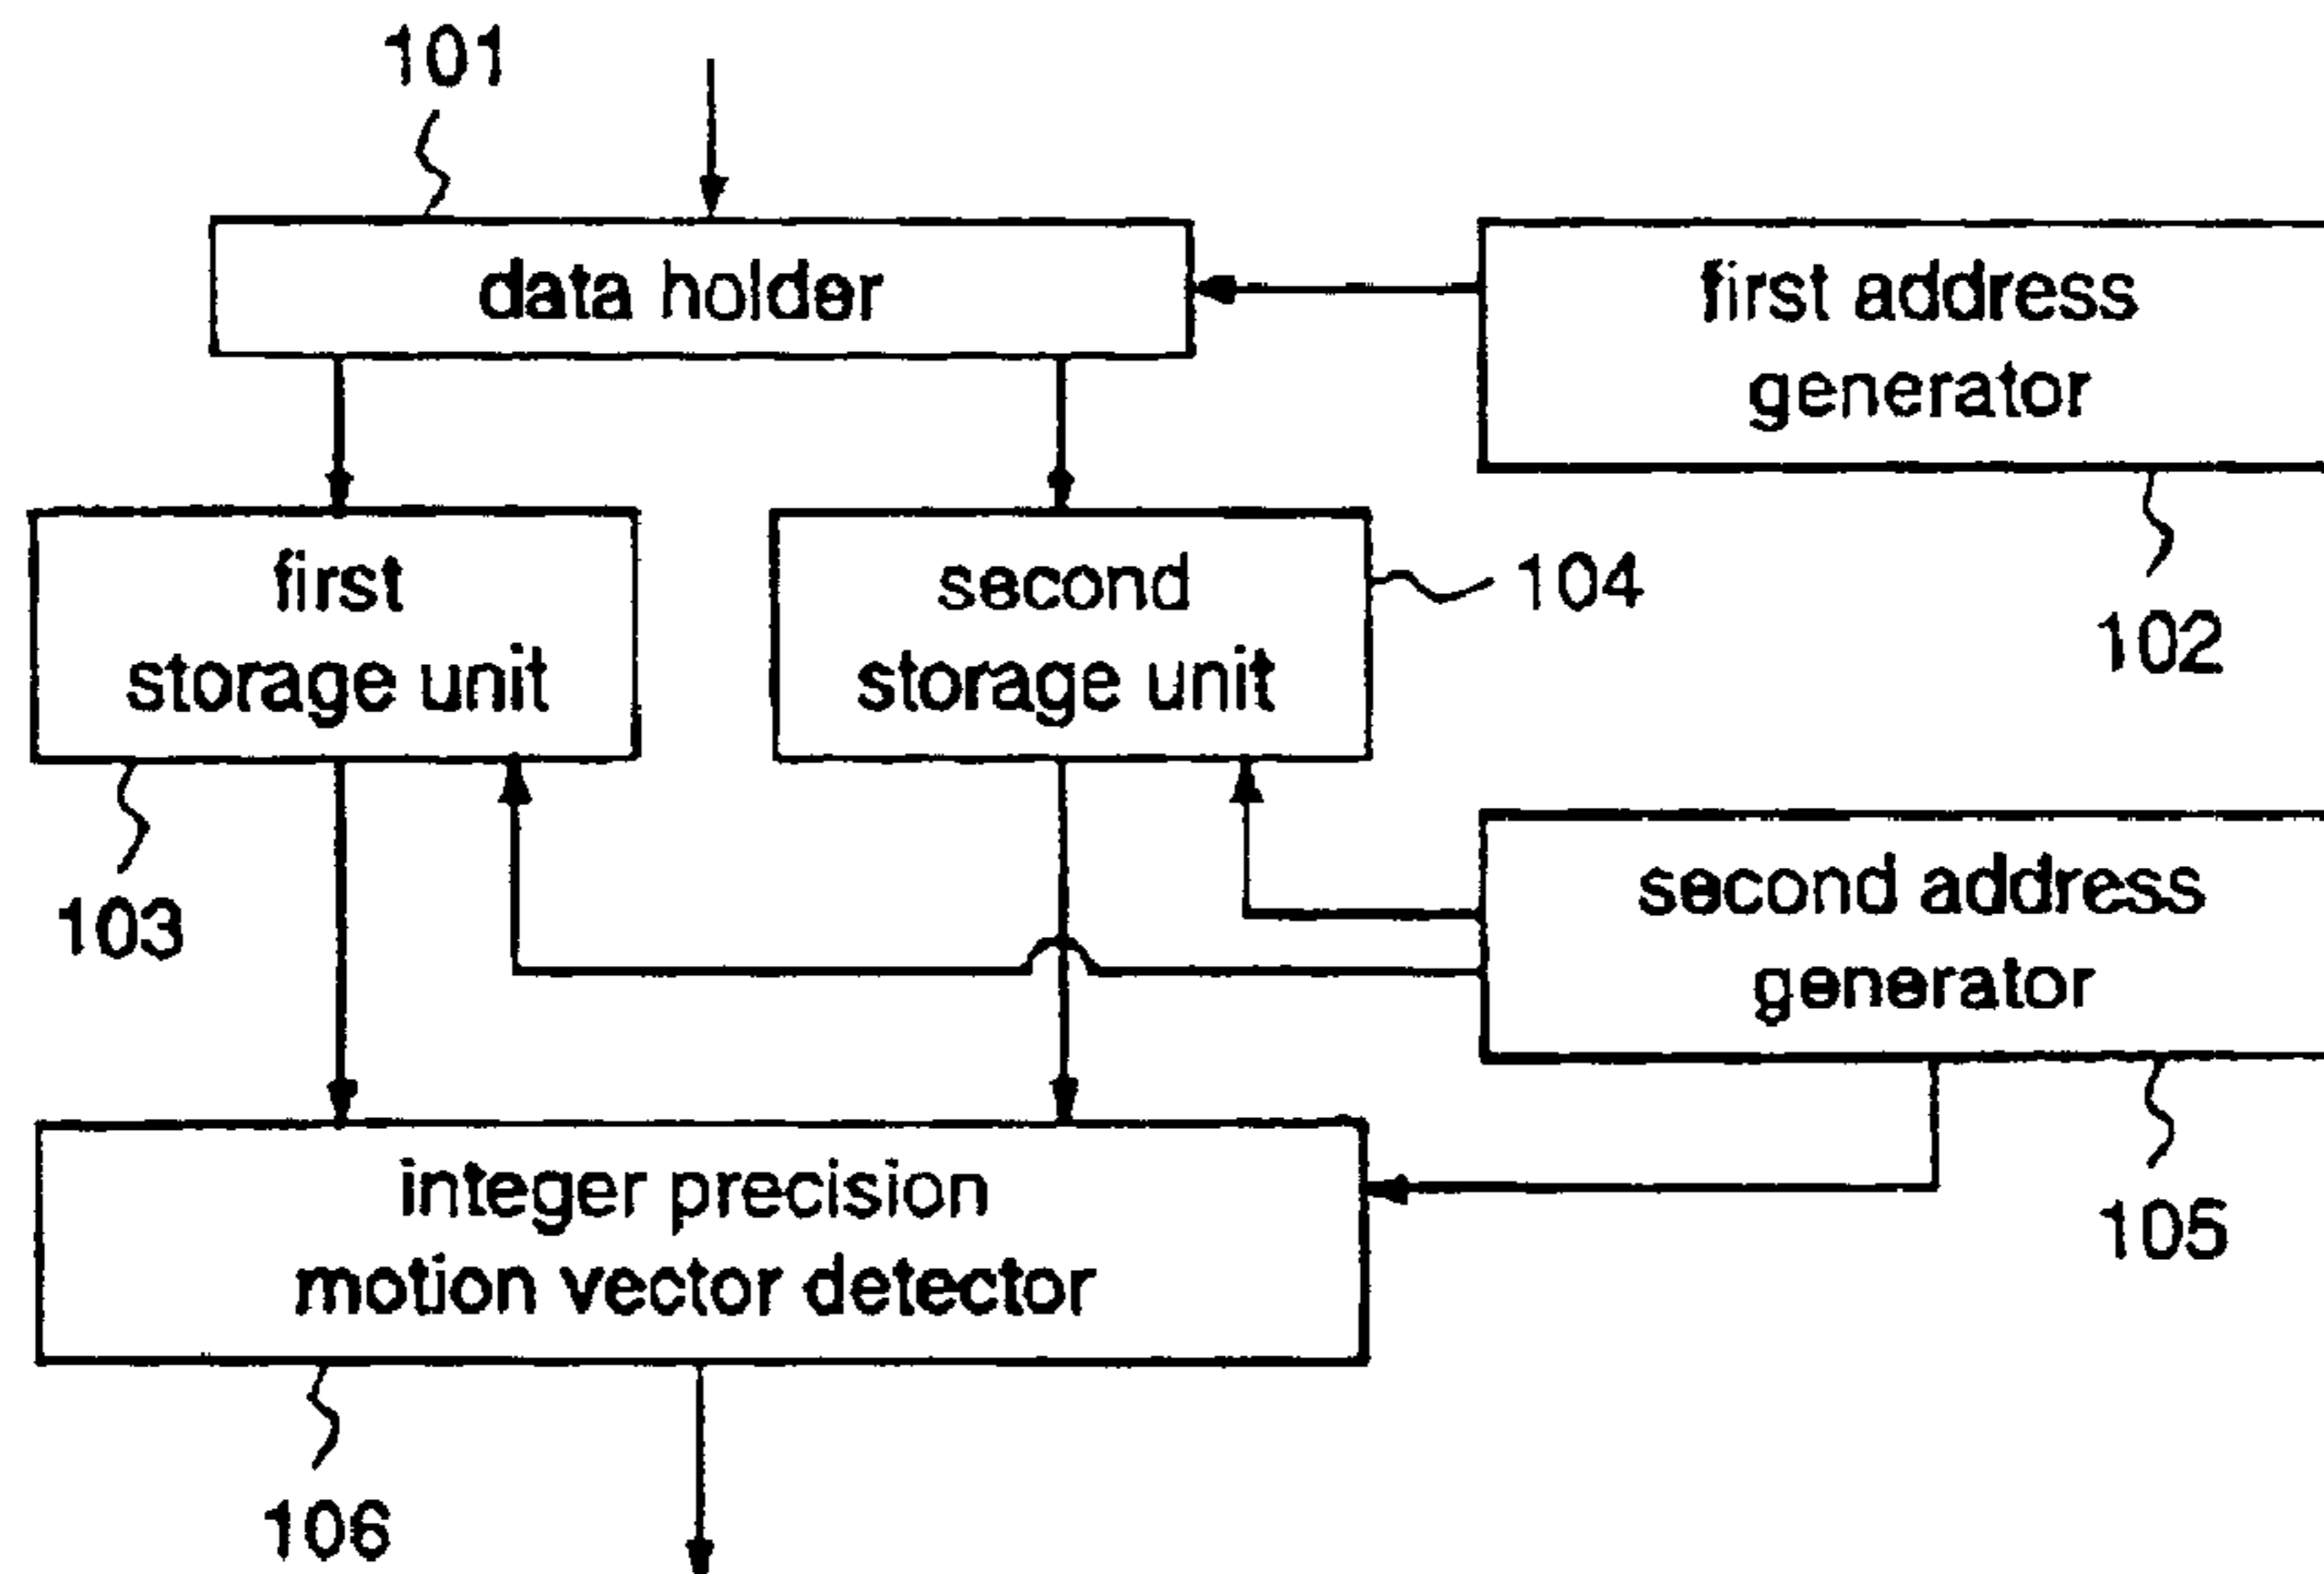 101
data holder
first address
generator
102
first
storage unit
103
second
storage unit
104
second address
generator
105
integer precision
motion vector detector
106